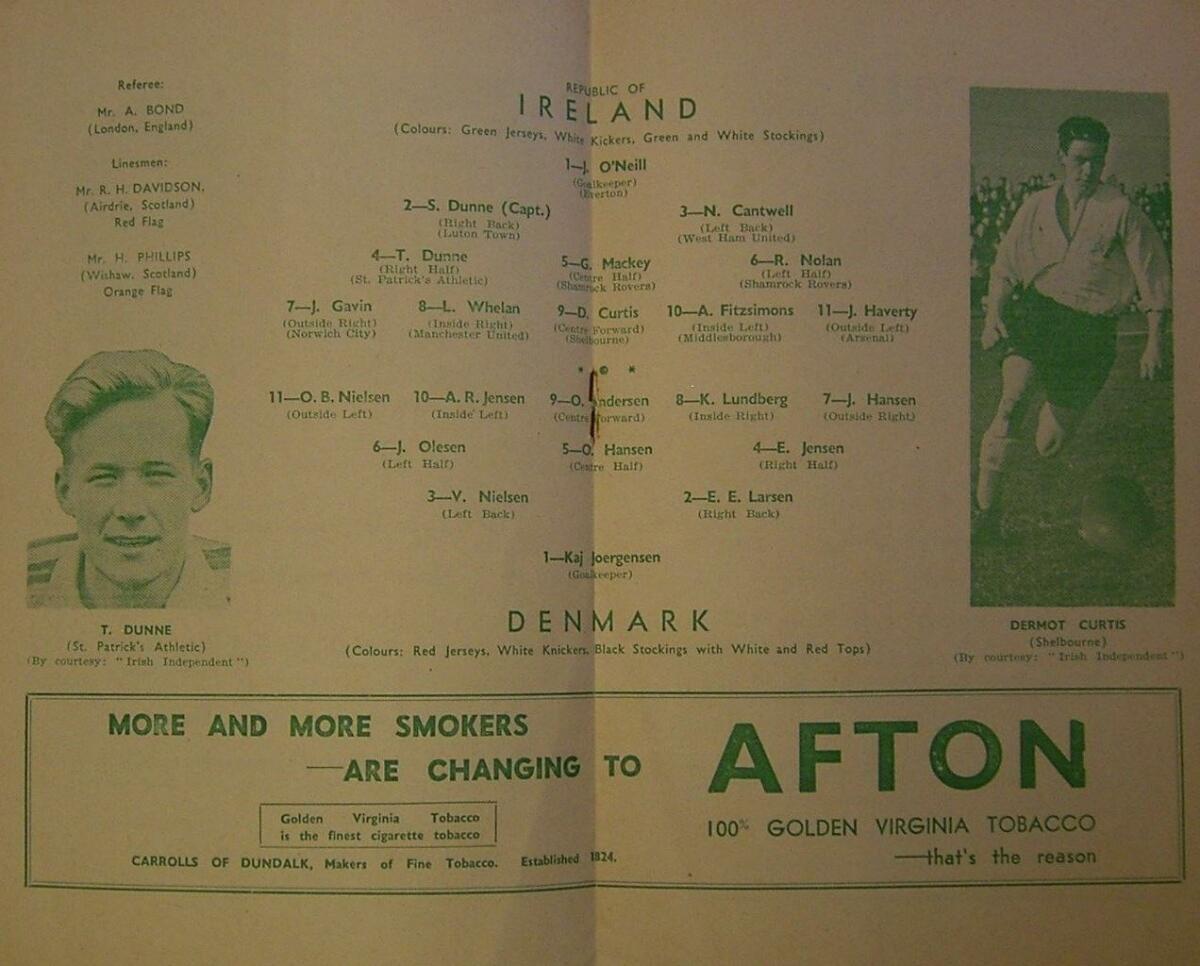 Referee:
Mr. A. BOND
(London, England)
Linesmen:
Mr. R. H. DAVIDSON,
(Airdrie, Scotland)
Red Flag
Mr. H. PHILLIPS
(Wishaw, Scotland)
Orange Flag
REPUBLIC OF
IRELAND
(Colours: Green Jerseys, White Kickers, Green and White Stockings)
1—J. O'Neill
(Goalkeeper)
(Everton)
2—S. Dunne (Capt.)
(Right Back)
(Luton Town)
3—N. Cantwell
(Left Back)
(West Ham United)
4—T. Dunne
(Right Half)
(St. Patrick's Athletic)
5—G. Mackey
(Centre Half)
(Shamrock Rovers)
6—R. Nolan
(Left Half)
(Shamrock Rovers)
7—J. Gavin
(Outside Right)
(Norwich City)
8—L. Whelan
(Inside Right)
(Manchester United)
9—D. Curtis
(Centre Forward)
(Shelbourne)
10—A. Fitzsimons
(Inside Left)
(Middlesborough)
11—J. Haverty
(Outside Left)
(Arsenal)
11—O. B. Nielsen
(Outside Left)
10—A. R. Jensen
(Inside Left)
9—O. Andersen
(Centre Forward)
8—K. Lundberg
(Inside Right)
7—J. Hansen
(Outside Right)
6—J. Olesen
(Left Half)
5—O. Hansen
(Centre Half)
4—E. Jensen
(Right Half)
3—V. Nielsen
(Left Back)
2—E. E. Larsen
(Right Back)
1—Kaj Joergensen
(Goalkeeper)
DENMARK
(Colours: Red Jerseys, White Knickers, Black Stockings with White and Red Tops)
T. DUNNE
(St. Patrick's Athletic)
(By courtesy: "Irish Independent")
DERMOT CURTIS
(Shelbourne)
(By courtesy: "Irish Independent")
MORE AND MORE SMOKERS
—ARE CHANGING TO
AFTON
Golden Virginia Tobacco
is the finest cigarette tobacco
100% GOLDEN VIRGINIA TOBACCO
—that's the reason
CARROLLS OF DUNDALK, Makers of Fine Tobacco. Established 1824.